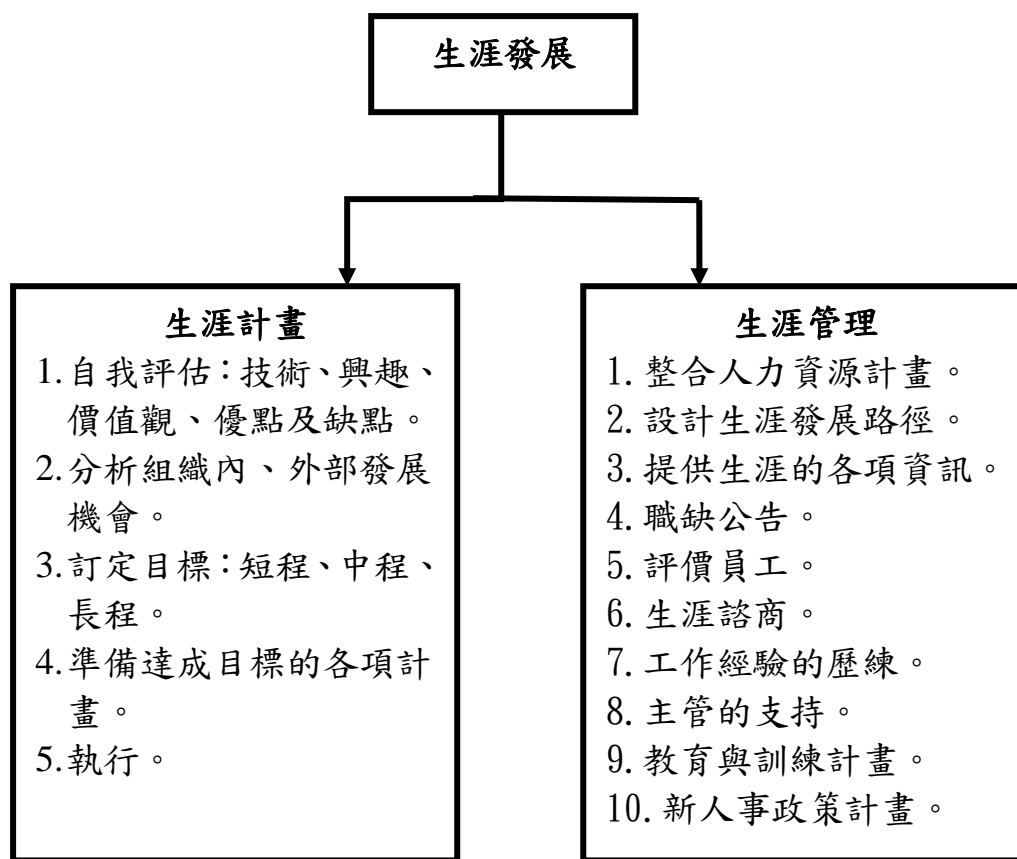 生涯發展
生涯計畫
1.自我評估：技術、興趣、
價值觀、優點及缺點。
2.分析組織內、外部發展
機會。
3.訂定目標：短程、中程、
長程。
4.準備達成目標的各項計
畫。
5.執行。
生涯管理
1.整合人力資源計畫。
2.設計生涯發展路徑。
3.提供生涯的各項資訊。
4.職缺公告。
5.評價員工。
6.生涯諮商。
7.工作經驗的歷練。
8.主管的支持。
9.教育與訓練計畫。
10.新人事政策計畫。